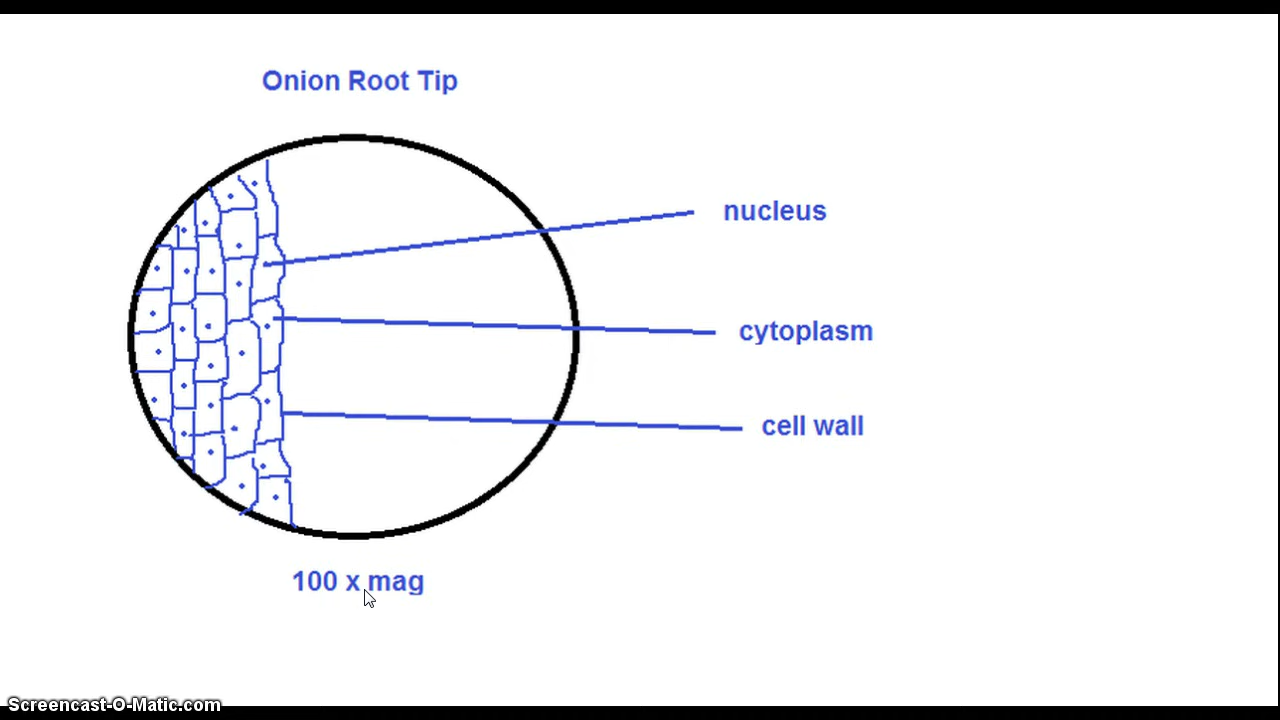 Onion Root Tip
nucleus
cytoplasm
cell wall
100 x mag
Screencast-O-Matic.com